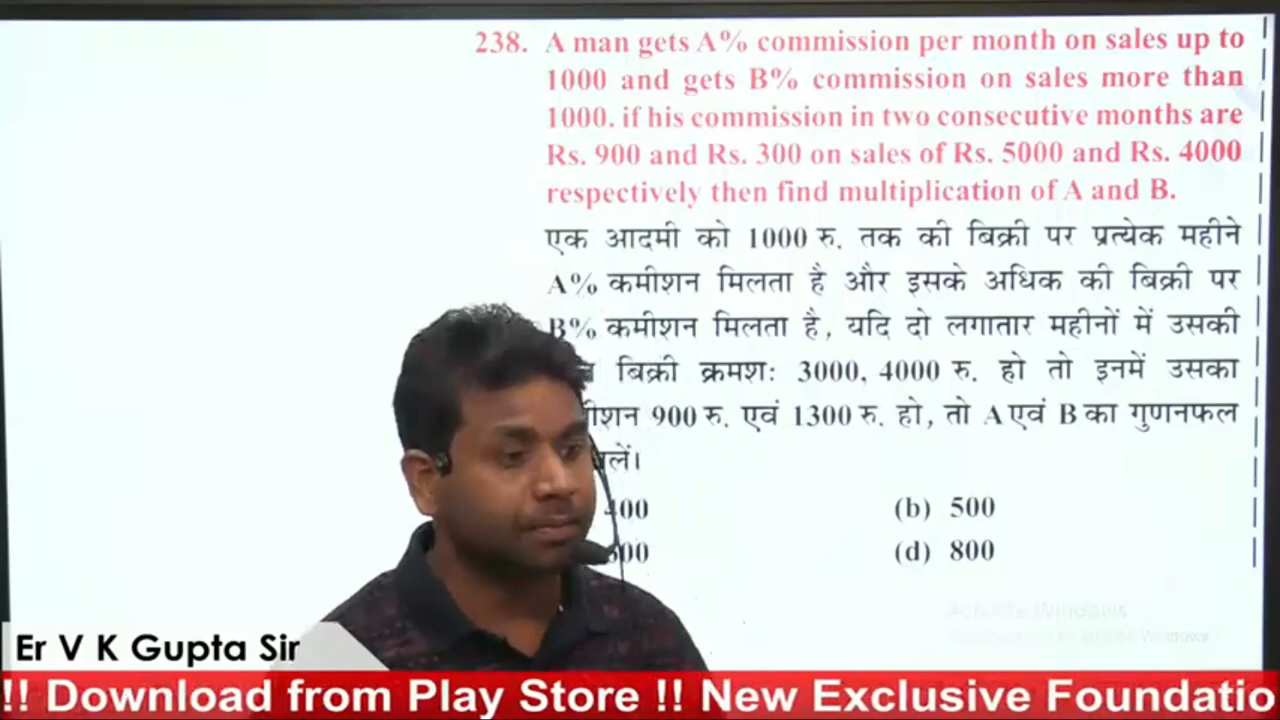 238. A man gets A% commission per month on sales up to
1000 and gets B% commission on sales more than
1000. if his commission in two consecutive months are
Rs. 900 and Rs. 300 on sales of Rs. 5000 and Rs. 4000
respectively then find multiplication of A and B.
एक आदमी को 1000 रु. तक की बिक्री पर प्रत्येक महीने
A% कमीशन मिलता है और इसके अधिक की बिक्री पर
B% कमीशन मिलता है, यदि दो लगातार महीनों में उसकी
बिक्री क्रमश: 3000, 4000 रु. हो तो इनमें उसका
900 रु. एवं 1300 रु. हो, तो A एवं B का गुणनफल
400 (b) 500
(d) 800
Activate Windows
Er V K Gupta Sir
!! Download from Play Store !! New Exclusive Foundatio